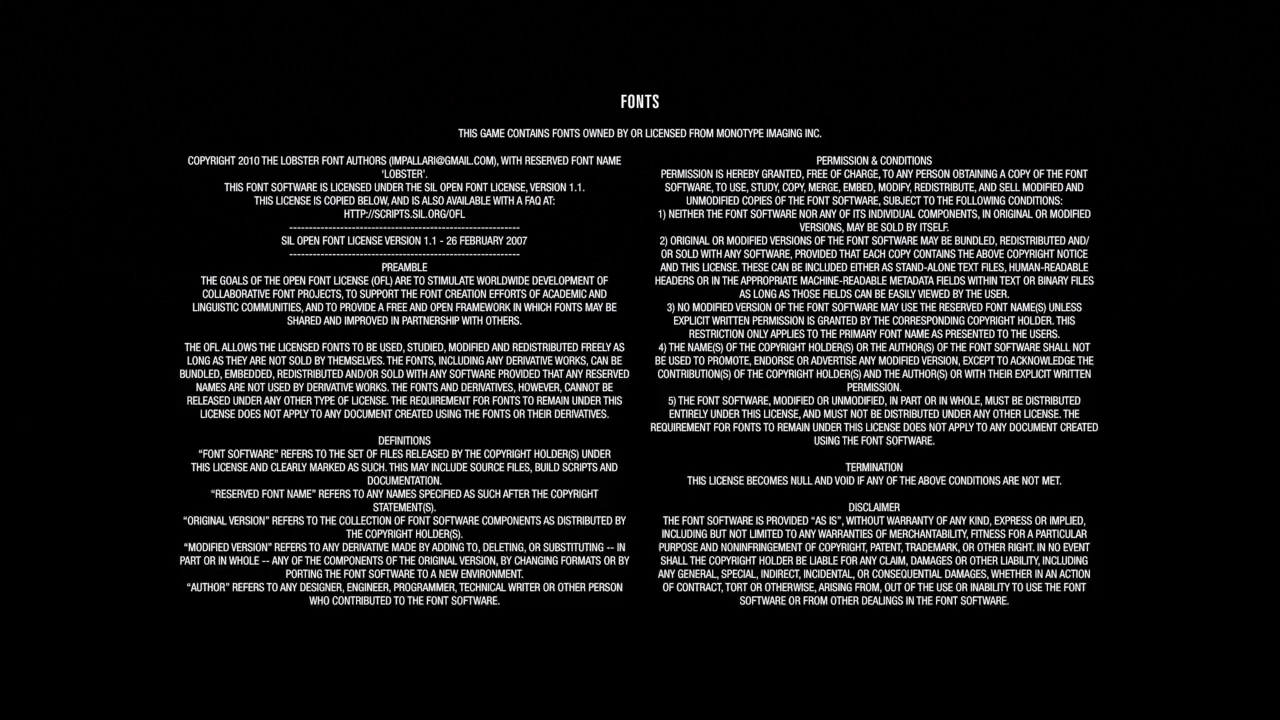 FONTS
THIS GAME CONTAINS FONTS OWNED BY OR LICENSED FROM MONOTYPE IMAGING INC.
COPYRIGHT 2010 THE LOBSTER FONT AUTHORS (IMPALLARI@GMAIL.COM), WITH RESERVED FONT NAME
'LOBSTER'.
THIS FONT SOFTWARE IS LICENSED UNDER THE SIL OPEN FONT LICENSE, VERSION 1.1.
THIS LICENSE IS COPIED BELOW, AND IS ALSO AVAILABLE WITH A FAQ AT:
HTTP://SCRIPTS.SIL.ORG/OFL
-----------------------------------------------------------
SIL OPEN FONT LICENSE VERSION 1.1 - 26 FEBRUARY 2007
-----------------------------------------------------------
PREAMBLE
THE GOALS OF THE OPEN FONT LICENSE (OFL) ARE TO STIMULATE WORLDWIDE DEVELOPMENT OF
COLLABORATIVE FONT PROJECTS, TO SUPPORT THE FONT CREATION EFFORTS OF ACADEMIC AND
LINGUISTIC COMMUNITIES, AND TO PROVIDE A FREE AND OPEN FRAMEWORK IN WHICH FONTS MAY BE
SHARED AND IMPROVED IN PARTNERSHIP WITH OTHERS.
THE OFL ALLOWS THE LICENSED FONTS TO BE USED, STUDIED, MODIFIED AND REDISTRIBUTED FREELY AS
LONG AS THEY ARE NOT SOLD BY THEMSELVES. THE FONTS, INCLUDING ANY DERIVATIVE WORKS, CAN BE
BUNDLED, EMBEDDED, REDISTRIBUTED AND/OR SOLD WITH ANY SOFTWARE PROVIDED THAT ANY RESERVED
NAMES ARE NOT USED BY DERIVATIVE WORKS. THE FONTS AND DERIVATIVES, HOWEVER, CANNOT BE
RELEASED UNDER ANY OTHER TYPE OF LICENSE. THE REQUIREMENT FOR FONTS TO REMAIN UNDER THIS
LICENSE DOES NOT APPLY TO ANY DOCUMENT CREATED USING THE FONTS OR THEIR DERIVATIVES.
DEFINITIONS
“FONT SOFTWARE” REFERS TO THE SET OF FILES RELEASED BY THE COPYRIGHT HOLDER(S) UNDER
THIS LICENSE AND CLEARLY MARKED AS SUCH. THIS MAY INCLUDE SOURCE FILES, BUILD SCRIPTS AND
DOCUMENTATION.
“RESERVED FONT NAME” REFERS TO ANY NAMES SPECIFIED AS SUCH AFTER THE COPYRIGHT
STATEMENT(S).
“ORIGINAL VERSION” REFERS TO THE COLLECTION OF FONT SOFTWARE COMPONENTS AS DISTRIBUTED BY
THE COPYRIGHT HOLDER(S).
“MODIFIED VERSION” REFERS TO ANY DERIVATIVE MADE BY ADDING TO, DELETING, OR SUBSTITUTING -- IN
PART OR IN WHOLE -- ANY OF THE COMPONENTS OF THE ORIGINAL VERSION, BY CHANGING FORMATS OR BY
PORTING THE FONT SOFTWARE TO A NEW ENVIRONMENT.
“AUTHOR” REFERS TO ANY DESIGNER, ENGINEER, PROGRAMMER, TECHNICAL WRITER OR OTHER PERSON
WHO CONTRIBUTED TO THE FONT SOFTWARE.
PERMISSION & CONDITIONS
PERMISSION IS HEREBY GRANTED, FREE OF CHARGE, TO ANY PERSON OBTAINING A COPY OF THE FONT
SOFTWARE, TO USE, STUDY, COPY, MERGE, EMBED, MODIFY, REDISTRIBUTE, AND SELL MODIFIED AND
UNMODIFIED COPIES OF THE FONT SOFTWARE, SUBJECT TO THE FOLLOWING CONDITIONS:
1) NEITHER THE FONT SOFTWARE NOR ANY OF ITS INDIVIDUAL COMPONENTS, IN ORIGINAL OR MODIFIED
VERSIONS, MAY BE SOLD BY ITSELF.
2) ORIGINAL OR MODIFIED VERSIONS OF THE FONT SOFTWARE MAY BE BUNDLED, REDISTRIBUTED AND/
OR SOLD WITH ANY SOFTWARE, PROVIDED THAT EACH COPY CONTAINS THE ABOVE COPYRIGHT NOTICE
AND THIS LICENSE. THESE CAN BE INCLUDED EITHER AS STAND-ALONE TEXT FILES, HUMAN-READABLE
HEADERS OR IN THE APPROPRIATE MACHINE-READABLE METADATA FIELDS WITHIN TEXT OR BINARY FILES
AS LONG AS THOSE FIELDS CAN BE EASILY VIEWED BY THE USER.
3) NO MODIFIED VERSION OF THE FONT SOFTWARE MAY USE THE RESERVED FONT NAME(S) UNLESS
EXPLICIT WRITTEN PERMISSION IS GRANTED BY THE CORRESPONDING COPYRIGHT HOLDER. THIS
RESTRICTION ONLY APPLIES TO THE PRIMARY FONT NAME AS PRESENTED TO THE USERS.
4) THE NAME(S) OF THE COPYRIGHT HOLDER(S) OR THE AUTHOR(S) OF THE FONT SOFTWARE SHALL NOT
BE USED TO PROMOTE, ENDORSE OR ADVERTISE ANY MODIFIED VERSION, EXCEPT TO ACKNOWLEDGE THE
CONTRIBUTION(S) OF THE COPYRIGHT HOLDER(S) AND THE AUTHOR(S) OR WITH THEIR EXPLICIT WRITTEN
PERMISSION.
5) THE FONT SOFTWARE, MODIFIED OR UNMODIFIED, IN PART OR IN WHOLE, MUST BE DISTRIBUTED
ENTIRELY UNDER THIS LICENSE, AND MUST NOT BE DISTRIBUTED UNDER ANY OTHER LICENSE. THE
REQUIREMENT FOR FONTS TO REMAIN UNDER THIS LICENSE DOES NOT APPLY TO ANY DOCUMENT CREATED
USING THE FONT SOFTWARE.
TERMINATION
THIS LICENSE BECOMES NULL AND VOID IF ANY OF THE ABOVE CONDITIONS ARE NOT MET.
DISCLAIMER
THE FONT SOFTWARE IS PROVIDED “AS IS”, WITHOUT WARRANTY OF ANY KIND, EXPRESS OR IMPLIED,
INCLUDING BUT NOT LIMITED TO ANY WARRANTIES OF MERCHANTABILITY, FITNESS FOR A PARTICULAR
PURPOSE AND NONINFRINGEMENT OF COPYRIGHT, PATENT, TRADEMARK, OR OTHER RIGHT. IN NO EVENT
SHALL THE COPYRIGHT HOLDER BE LIABLE FOR ANY CLAIM, DAMAGES OR OTHER LIABILITY, INCLUDING
ANY GENERAL, SPECIAL, INDIRECT, INCIDENTAL, OR CONSEQUENTIAL DAMAGES, WHETHER IN AN ACTION
OF CONTRACT, TORT OR OTHERWISE, ARISING FROM, OUT OF THE USE OR INABILITY TO USE THE FONT
SOFTWARE OR FROM OTHER DEALINGS IN THE FONT SOFTWARE.